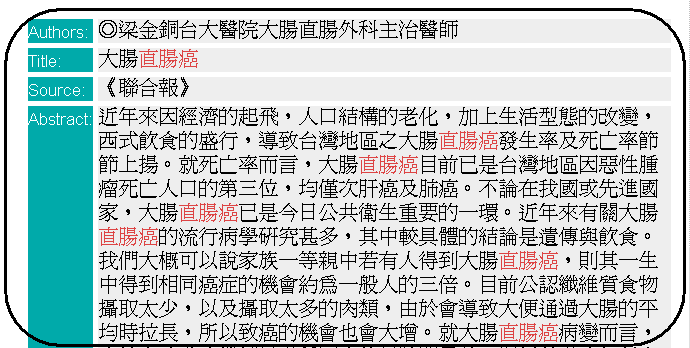 Authors: ◎梁金銅台大醫院大腸直腸外科主治醫師
Title: 大腸直腸癌
Source: 《聯合報》
Abstract: 近年來因經濟的起飛，人口結構的老化，加上生活型態的改變，
西式飲食的盛行，導致台灣地區之大腸直腸癌發生率及死亡率節
節上揚。就死亡率而言，大腸直腸癌目前已是台灣地區因惡性腫
瘤死亡人口的第三位，均僅次肝癌及肺癌。不論在我國或先進國
家，大腸直腸癌已是今日公共衛生重要的一環。近年來有關大腸
直腸癌的流行病學研究甚多，其中較具體的結論是遺傳與飲食。
我們大概可以說家族一等親中若有人得到大腸直腸癌，則其一生
中得到相同癌症的機會約為一般人的三倍。目前公認纖維質食物
攝取太少，以及攝取太多的肉類，由於會導致大便通過大腸的平
均時拉長，所以致癌的機會也會大增。就大腸直腸癌病變而言，